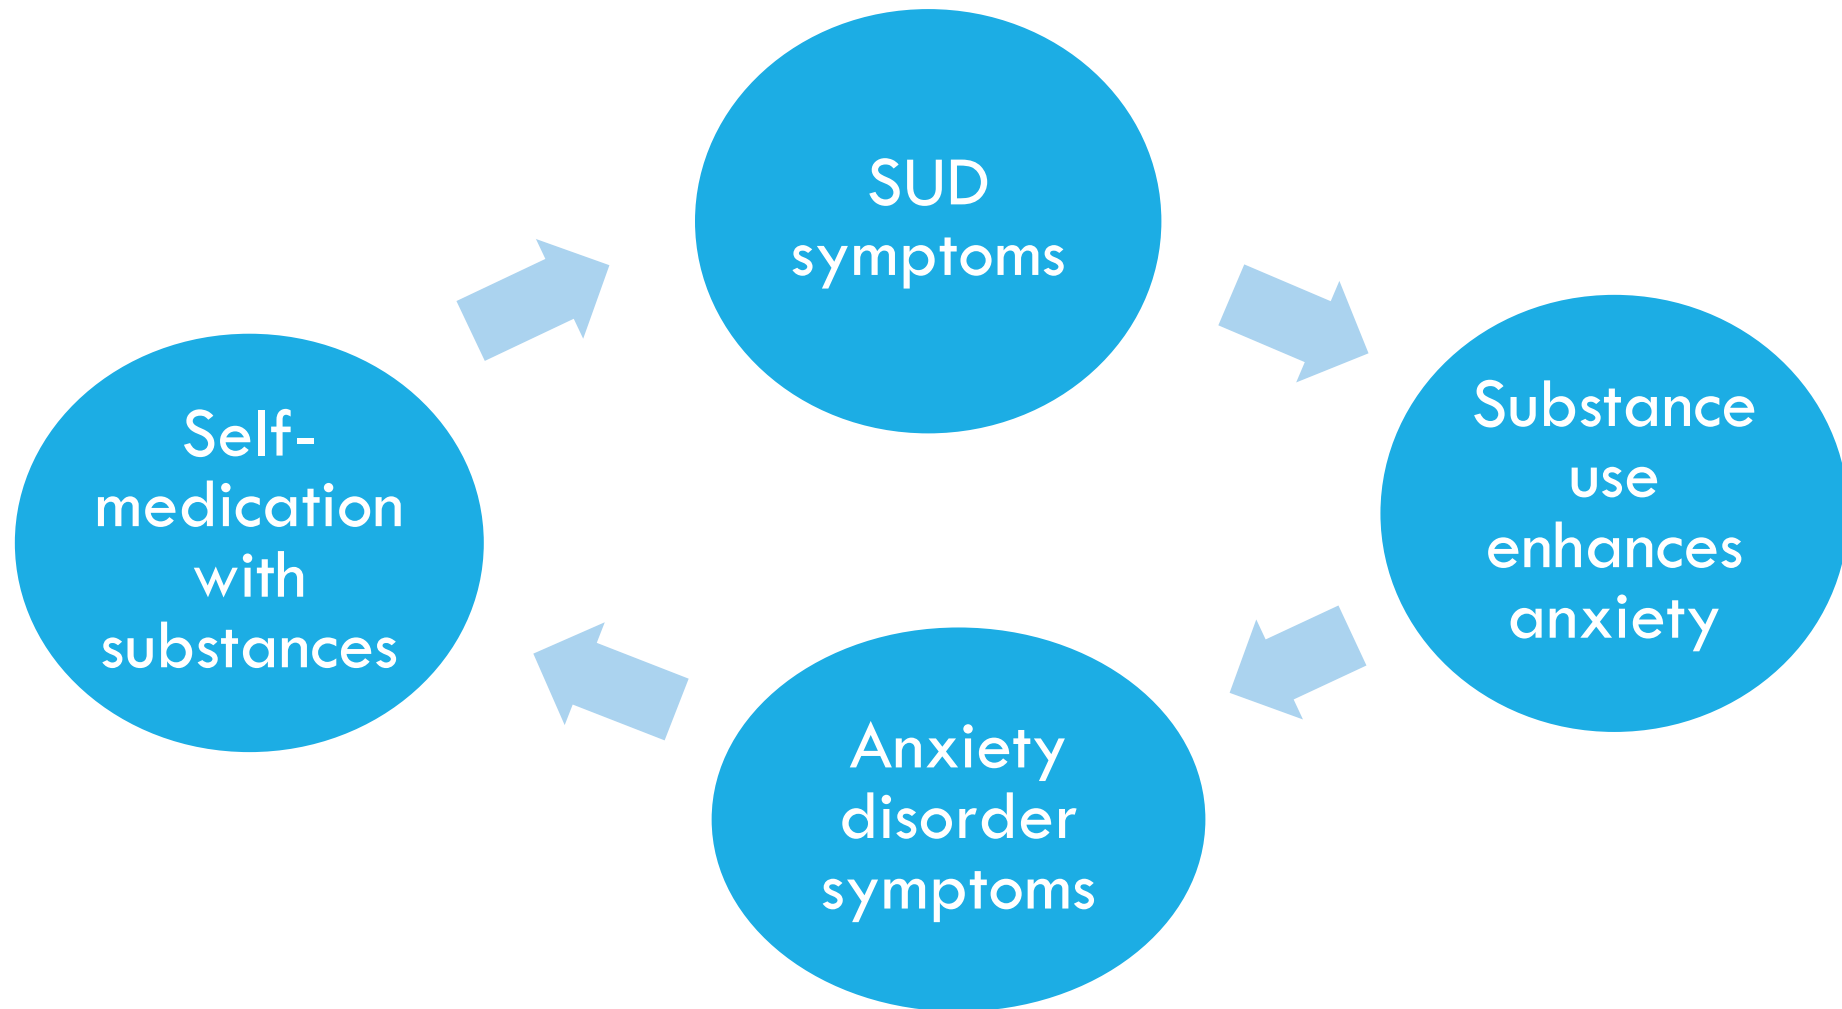 SUD
symptoms
Substance
use
enhances
anxiety
Anxiety
disorder
symptoms
Self-
medication
with
substances